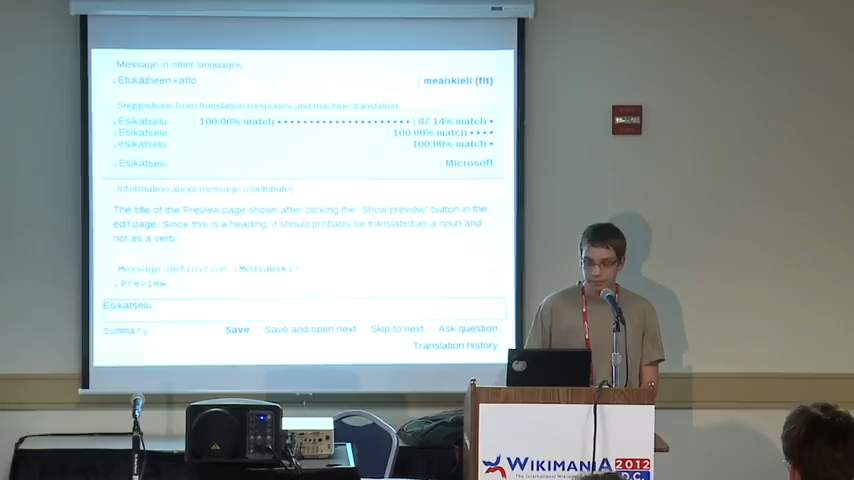 Message in other languages
Etukätheen katto meänkieli (fit)
Suggestions from translation memories and machine translation
Esikatselu 100.00% match 87.14% match
Esikatsele 100.00% match
esikatselu 100.00% match
Esikatselu Microsoft
Information about message (contribute)
The title of the Preview page shown after clicking the "Show preview" button in the
edit page. Since this is a heading, it should probably be translated as a noun and
not as a verb.
Message definition (MediaWiki)
Preview
Esikatselu
Summary: Save Save and open next Skip to next Ask question
Translation history
WIKIMANIA 2012
The International D.C.